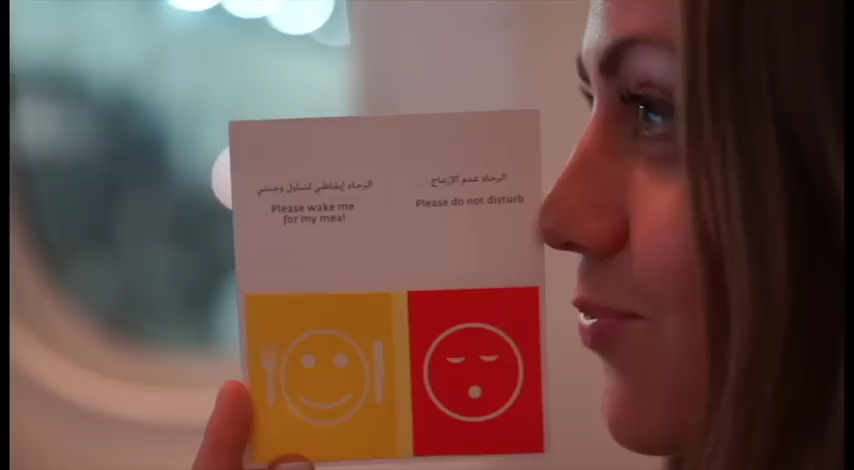 الرجاء إيقاظي لتناول وجبتي
Please wake me
for my meal
الرجاء عدم الإزعاج
Please do not disturb